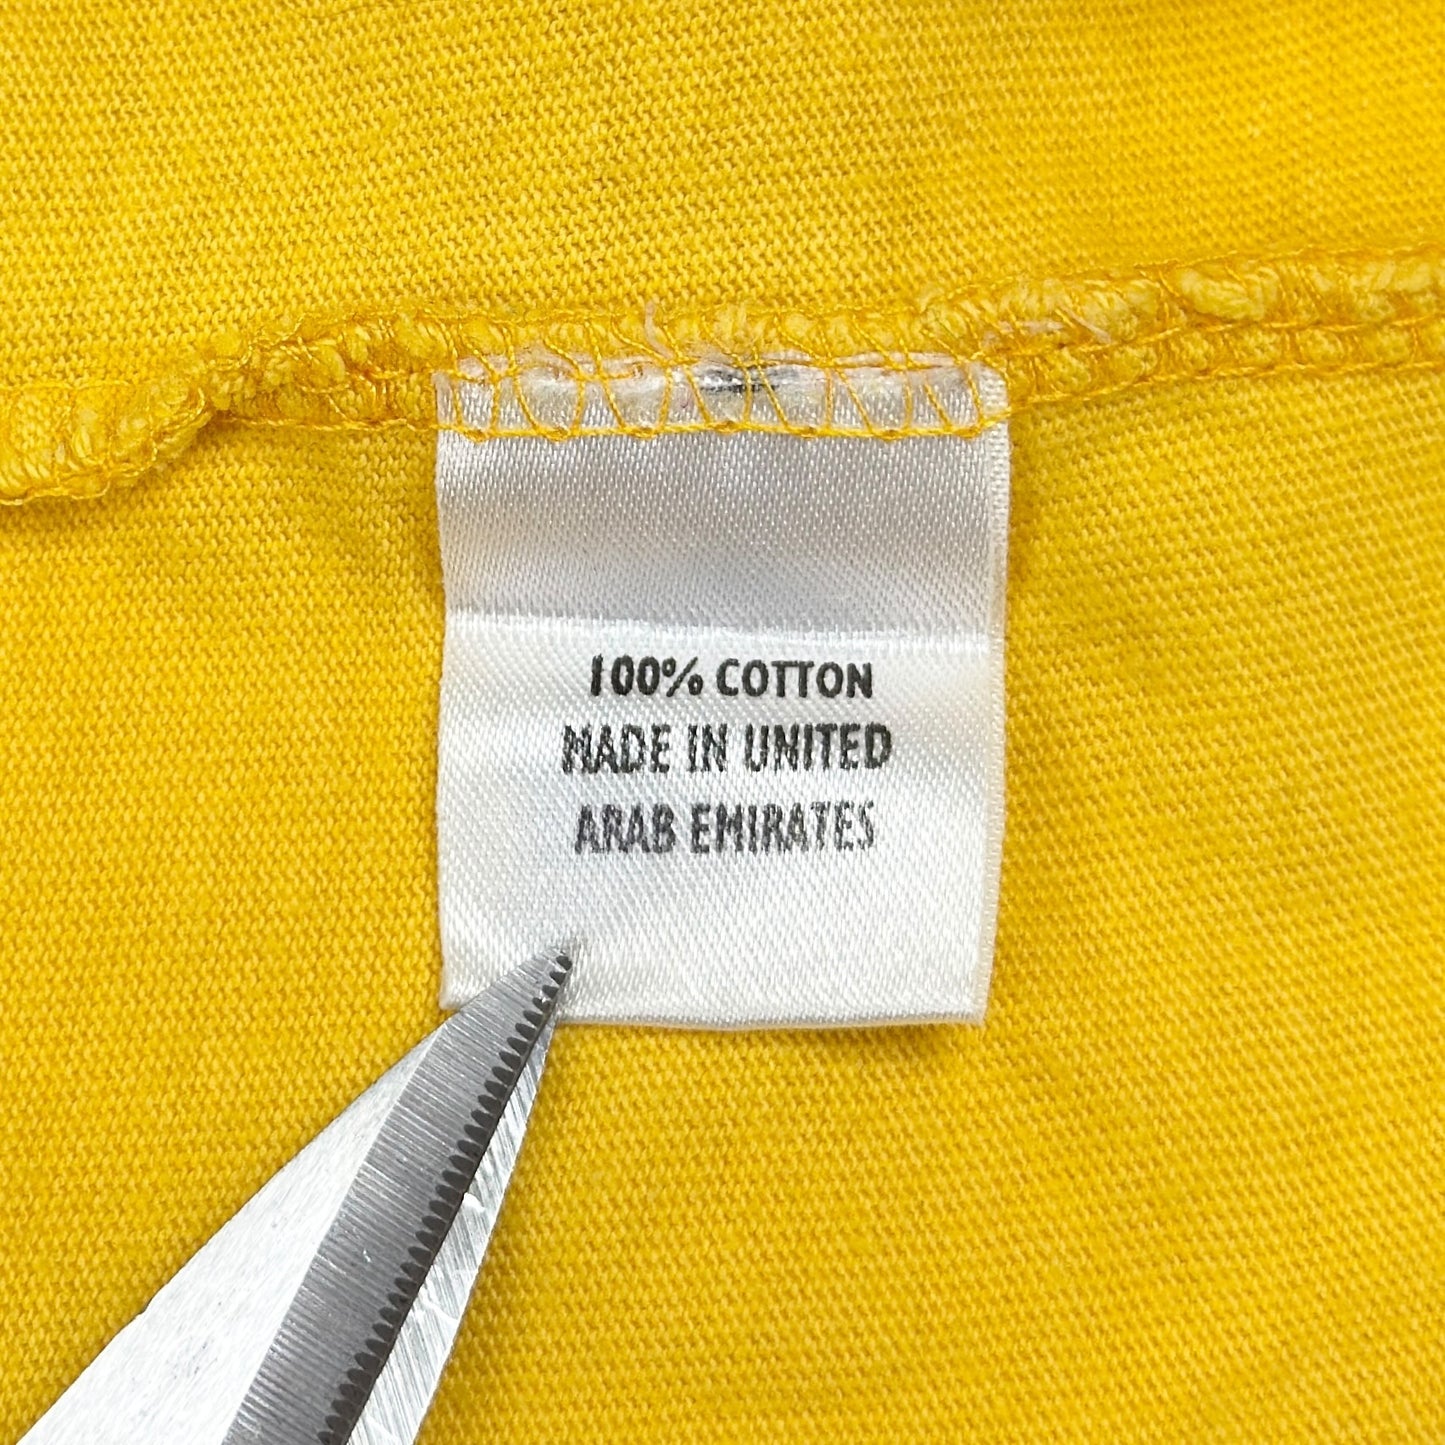 100% COTTON
MADE IN UNITED
ARAB EMIRATES